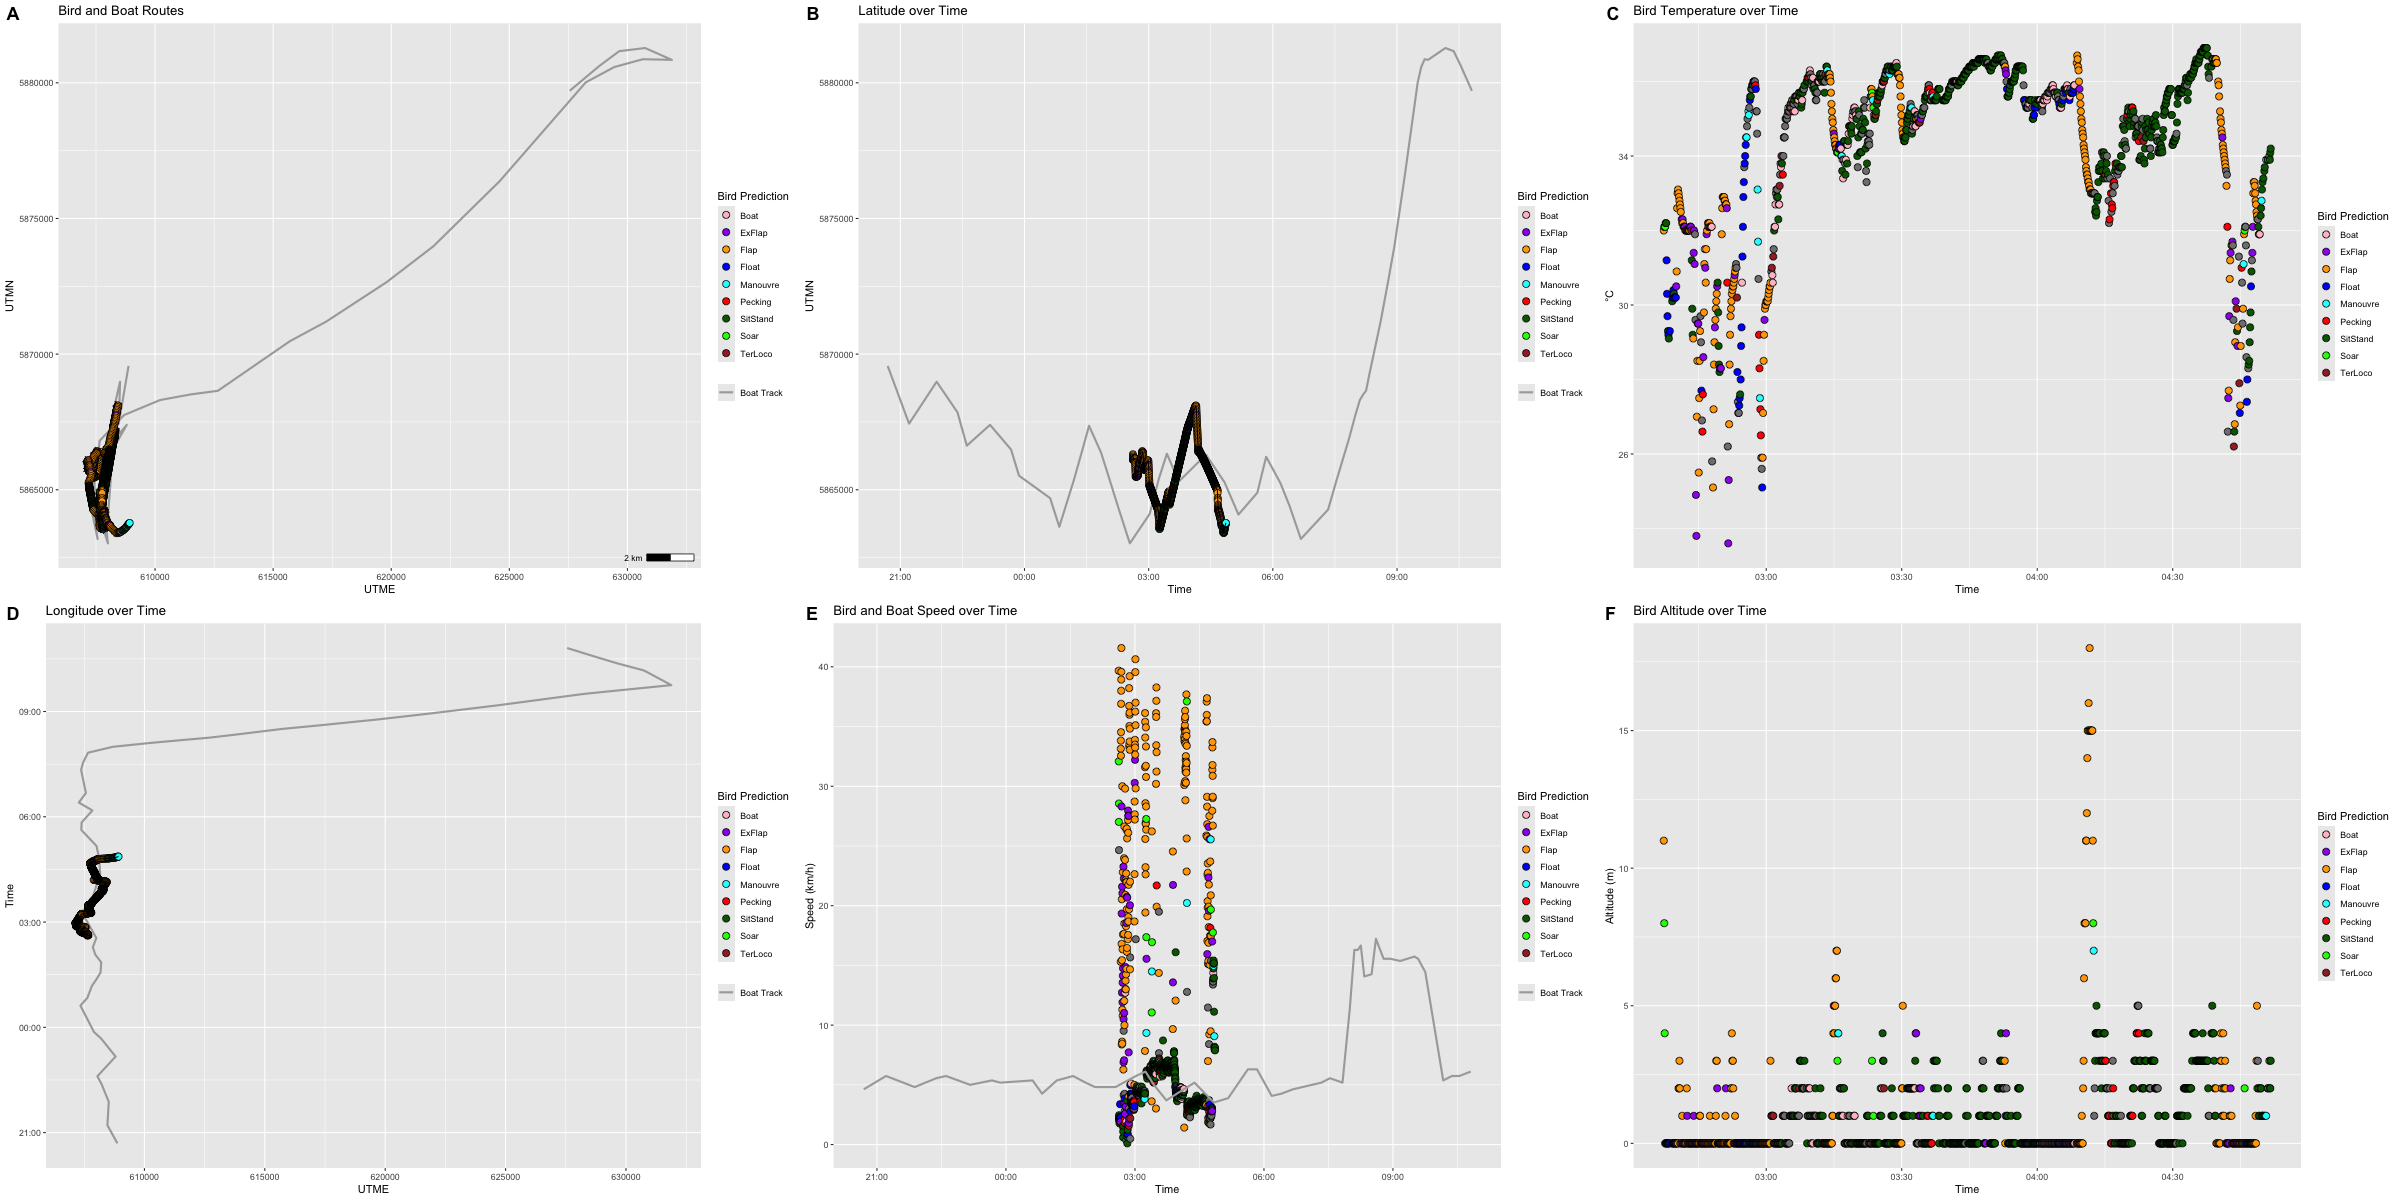 A Bird and Boat Routes
5880000
5875000
5870000
5865000
UTMN
610000 615000 620000 625000 630000
UTME
2 km
Bird Prediction
Boat
ExFlap
Flap
Float
Manouvre
Pecking
SitStand
Soar
TerLoco
Boat Track
B Latitude over Time
5880000
5875000
5870000
5865000
UTMN
21:00 00:00 03:00 06:00 09:00
Time
Bird Prediction
Boat
ExFlap
Flap
Float
Manouvre
Pecking
SitStand
Soar
TerLoco
Boat Track
C Bird Temperature over Time
34
30
26
°C
03:00 03:30 04:00 04:30
Time
Bird Prediction
Boat
ExFlap
Flap
Float
Manouvre
Pecking
SitStand
Soar
TerLoco
D Longitude over Time
09:00
06:00
03:00
00:00
21:00
Time
610000 615000 620000 625000 630000
UTME
Bird Prediction
Boat
ExFlap
Flap
Float
Manouvre
Pecking
SitStand
Soar
TerLoco
Boat Track
E Bird and Boat Speed over Time
40
30
20
10
0
Speed (km/h)
21:00 00:00 03:00 06:00 09:00
Time
Bird Prediction
Boat
ExFlap
Flap
Float
Manouvre
Pecking
SitStand
Soar
TerLoco
Boat Track
F Bird Altitude over Time
15
10
5
0
Altitude (m)
03:00 03:30 04:00 04:30
Time
Bird Prediction
Boat
ExFlap
Flap
Float
Manouvre
Pecking
SitStand
Soar
TerLoco